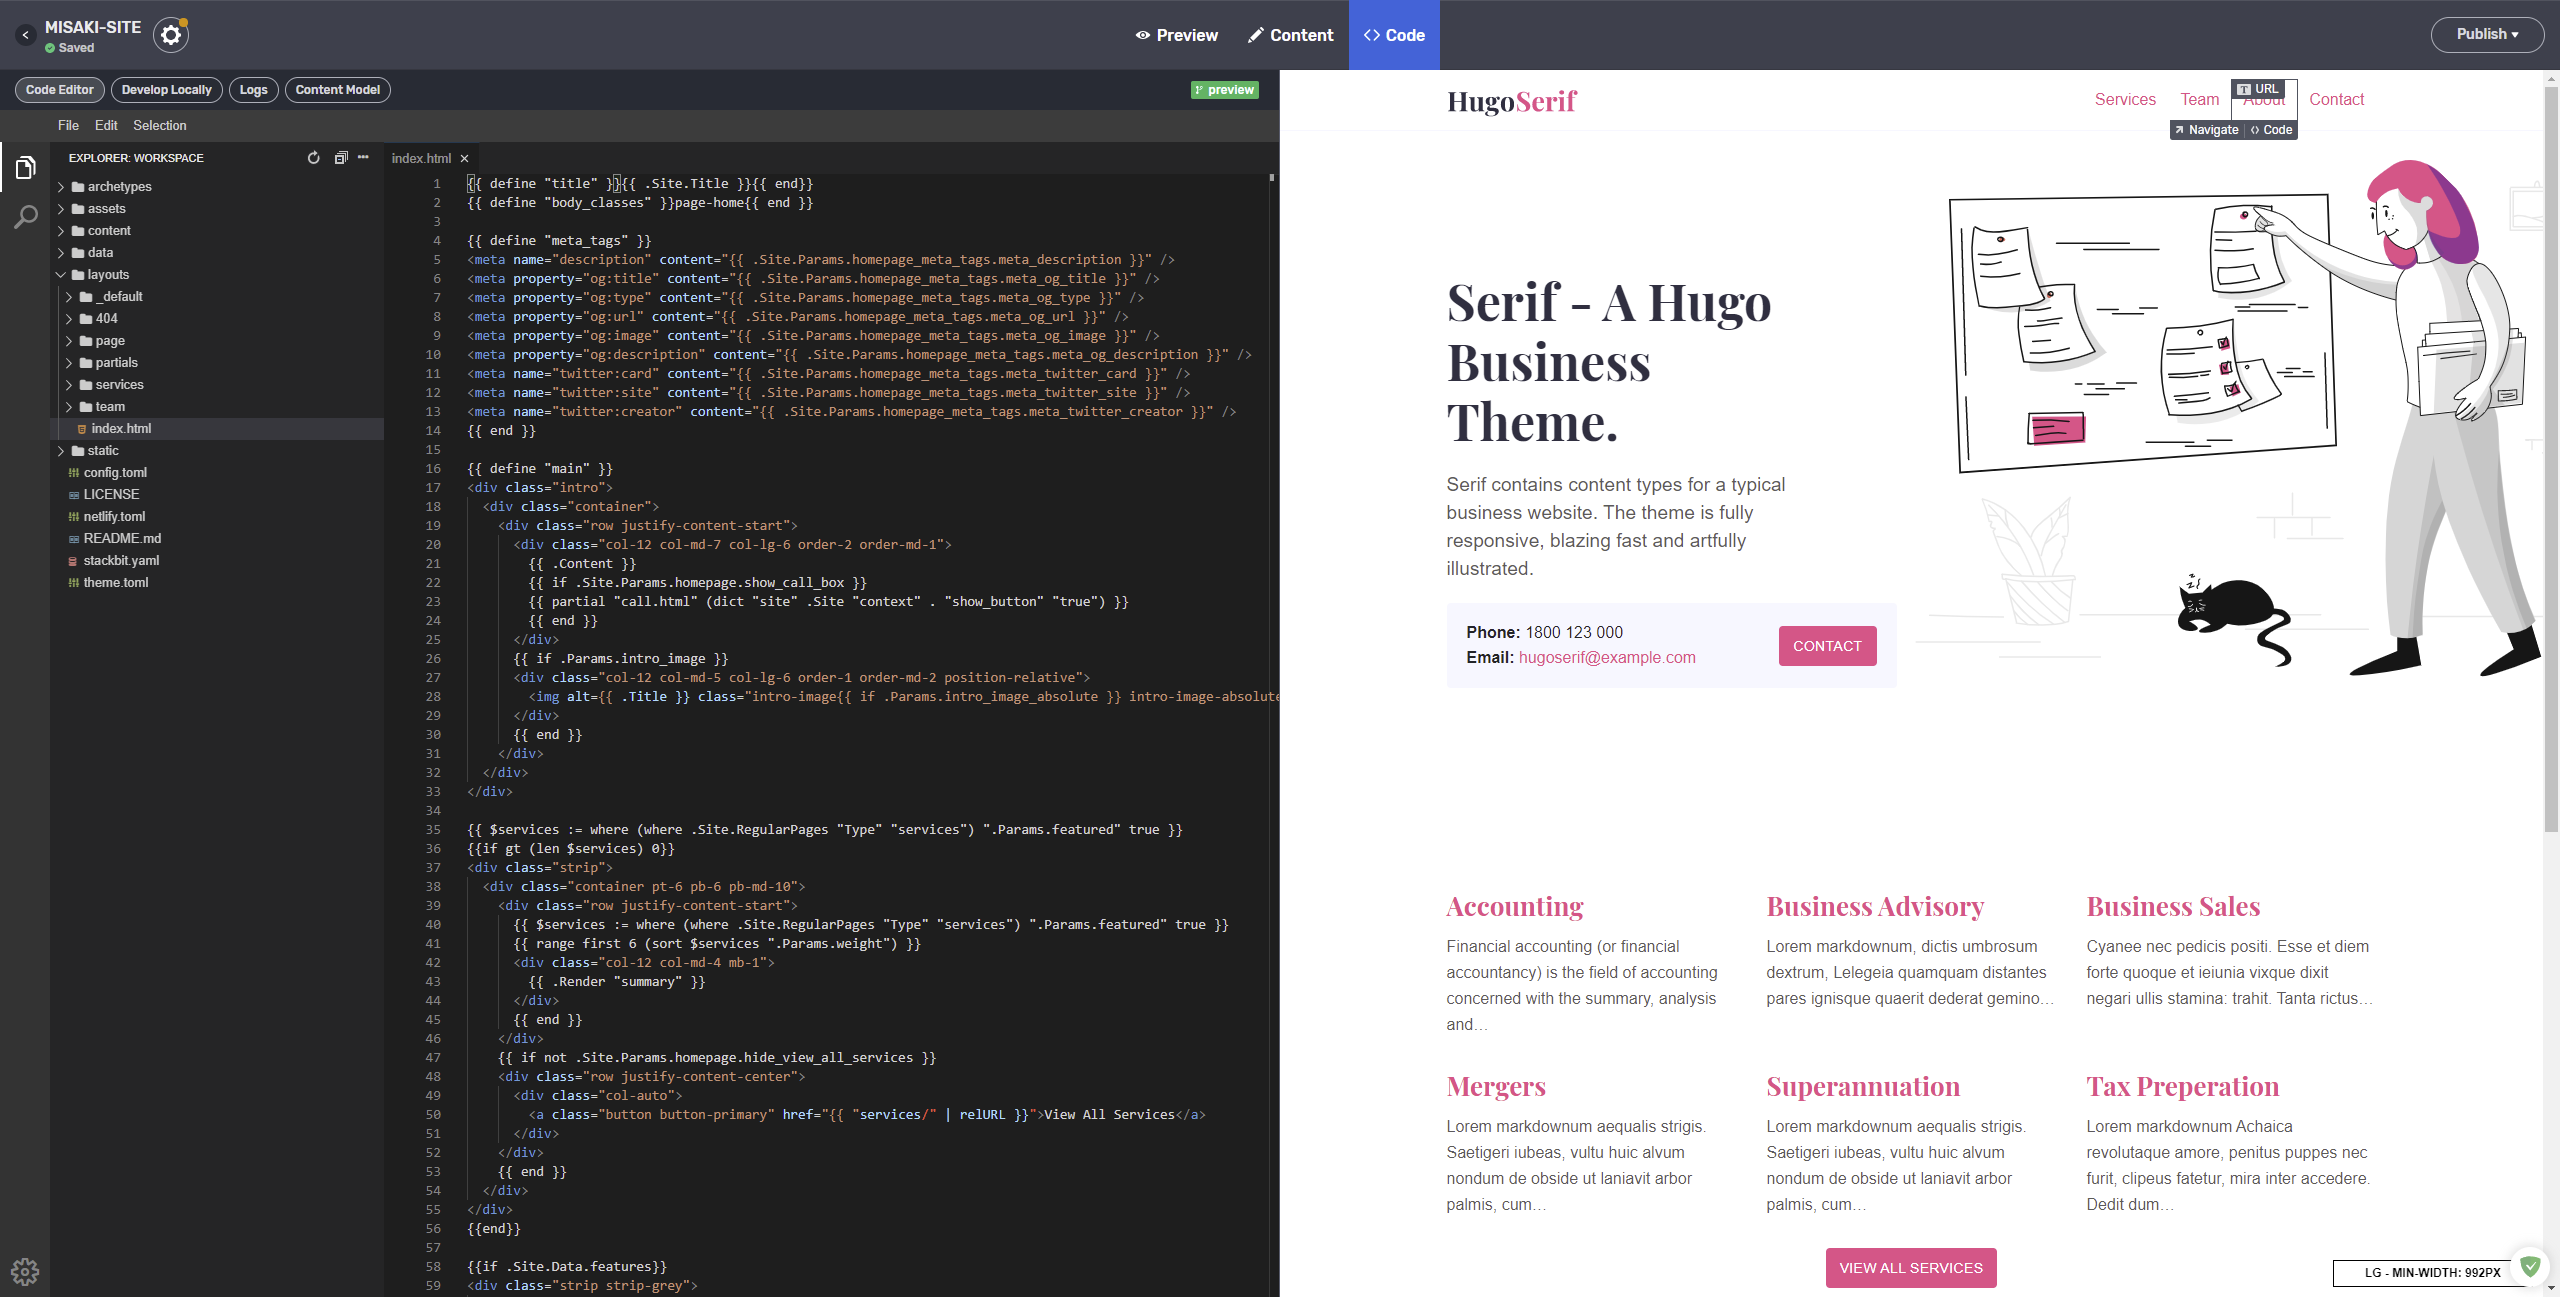 MISAKI-SITE
Saved
Preview
Content
Code
Publish
Code Editor
Develop Locally
Logs
Content Model
preview
File
Edit
Selection
EXPLORER: WORKSPACE
archetypes
assets
content
data
layouts
_default
404
page
partials
services
team
index.html
static
config.toml
LICENSE
netlify.toml
README.md
stackbit.yaml
theme.toml
index.html
1 {{ define "title" }}{{ .Site.Title }}{{ end}}
2 {{ define "body_classes" }}page-home{{ end }}
3
4 {{ define "meta_tags" }}
5 <meta name="description" content="{{ .Site.Params.homepage_meta_tags.meta_description }}" />
6 <meta property="og:title" content="{{ .Site.Params.homepage_meta_tags.meta_og_title }}" />
7 <meta property="og:type" content="{{ .Site.Params.homepage_meta_tags.meta_og_type }}" />
8 <meta property="og:url" content="{{ .Site.Params.homepage_meta_tags.meta_og_url }}" />
9 <meta property="og:image" content="{{ .Site.Params.homepage_meta_tags.meta_og_image }}" />
10 <meta property="og:description" content="{{ .Site.Params.homepage_meta_tags.meta_og_description }}" />
11 <meta name="twitter:card" content="{{ .Site.Params.homepage_meta_tags.meta_twitter_card }}" />
12 <meta name="twitter:site" content="{{ .Site.Params.homepage_meta_tags.meta_twitter_site }}" />
13 <meta name="twitter:creator" content="{{ .Site.Params.homepage_meta_tags.meta_twitter_creator }}" />
14 {{ end }}
15
16 {{ define "main" }}
17 <div class="intro">
18 <div class="container">
19 <div class="row justify-content-start">
20 <div class="col-12 col-md-7 col-lg-6 order-2 order-md-1">
21 {{ .Content }}
22 {{ if .Site.Params.homepage.show_call_box }}
23 {{ partial "call.html" (dict "site" .Site "context" . "show_button" "true") }}
24 {{ end }}
25 </div>
26 {{ if .Params.intro_image }}
27 <div class="col-12 col-md-5 col-lg-6 order-1 order-md-2 position-relative">
28 <img alt={{ .Title }} class="intro-image{{ if .Params.intro_image_absolute }} intro-image-absolute
29 </div>
30 {{ end }}
31 </div>
32 </div>
33 </div>
34
35 {{ $services := where (where .Site.RegularPages "Type" "services") ".Params.featured" true }}
36 {{if gt (len $services) 0}}
37 <div class="strip">
38 <div class="container pt-6 pb-6 pb-md-10">
39 <div class="row justify-content-start">
40 {{ $services := where (where .Site.RegularPages "Type" "services") ".Params.featured" true }}
41 {{ range first 6 (sort $services ".Params.weight") }}
42 <div class="col-12 col-md-4 mb-1">
43 {{ .Render "summary" }}
44 </div>
45 {{ end }}
46 </div>
47 {{ if not .Site.Params.homepage.hide_view_all_services }}
48 <div class="row justify-content-center">
49 <div class="col-auto">
50 <a class="button button-primary" href="{{ "services/" | relURL }}">View All Services</a>
51 </div>
52 </div>
53 {{ end }}
54 </div>
55 </div>
56 {{end}}
57
58 {{if .Site.Data.features}}
59 <div class="strip strip-grey">
HugoSerif
Services
Team
About
Contact
T URL
Navigate
Code
Serif - A Hugo
Business
Theme.
Serif contains content types for a typical
business website. The theme is fully
responsive, blazing fast and artfully
illustrated.
Phone: 1800 123 000
Email: hugoserif@example.com
CONTACT
Accounting
Financial accounting (or financial
accountancy) is the field of accounting
concerned with the summary, analysis
and…
Business Advisory
Lorem markdownum, dictis umbrosum
dextrum, Lelegeia quamquam distantes
pares ignisque quaerit dederat gemino…
Business Sales
Cyanee nec pedicis positi. Esse et diem
forte quoque et ieiunia vixque dixit
negari ullis stamina: trahit. Tanta rictus…
Mergers
Lorem markdownum aequalis strigis.
Saetigeri iubeas, vultu huic alvum
nondum de obside ut laniavit arbor
palmis, cum…
Superannuation
Lorem markdownum aequalis strigis.
Saetigeri iubeas, vultu huic alvum
nondum de obside ut laniavit arbor
palmis, cum…
Tax Preperation
Lorem markdownum Achaica
revolutaque amore, penitus puppes nec
furit, clipeus fatetur, mira inter accedere.
Dedit dum…
VIEW ALL SERVICES
LG - MIN-WIDTH: 992PX